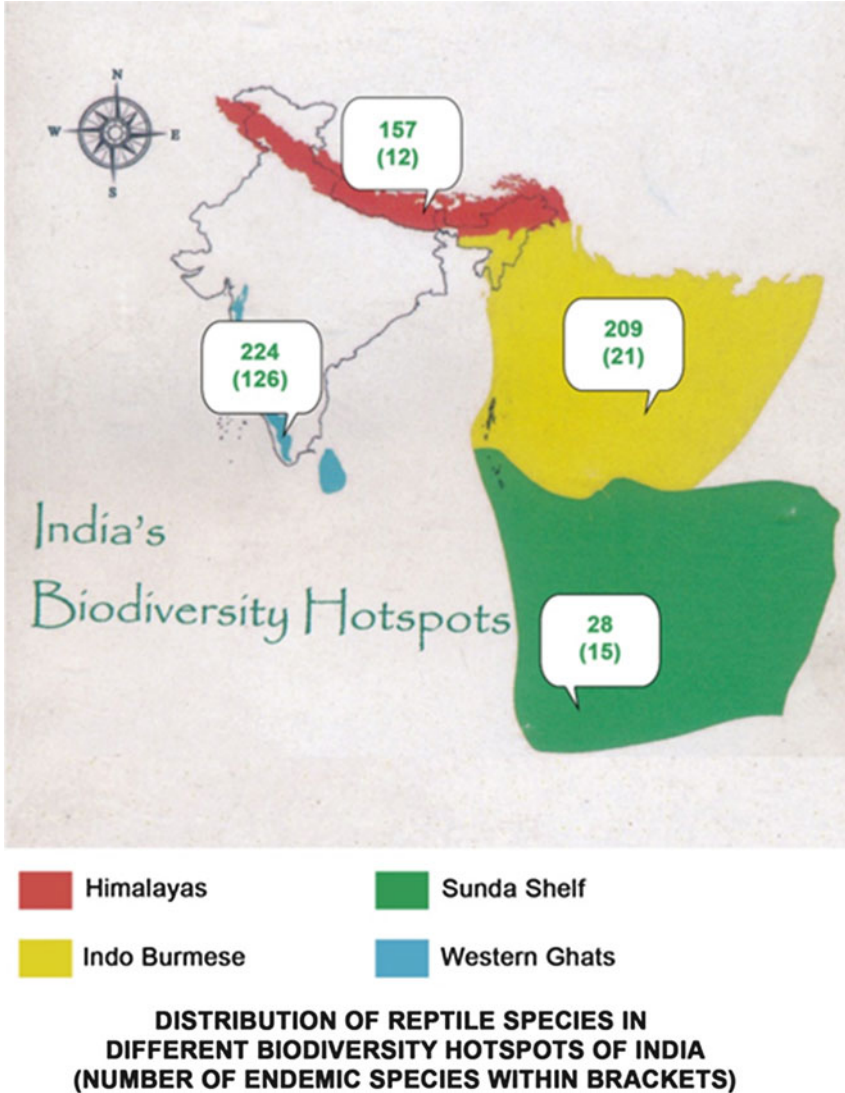 N
W
E
S
157
(12)
209
(21)
224
(126)
India's
Biodiversity Hotspots
28
(15)
Himalayas
Sunda Shelf
Indo Burmese
Western Ghats
DISTRIBUTION OF REPTILE SPECIES IN
DIFFERENT BIODIVERSITY HOTSPOTS OF INDIA
(NUMBER OF ENDEMIC SPECIES WITHIN BRACKETS)